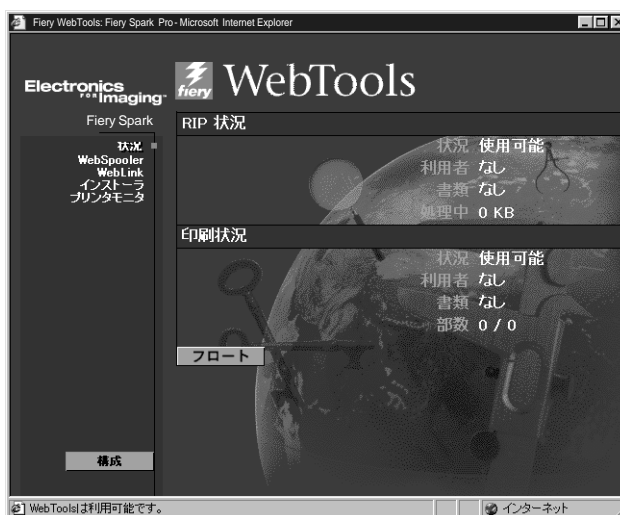 Fiery WebTools: Fiery Spark Pro - Microsoft Internet Explorer
Electronics
FOR Imaging™
fiery WebTools
Fiery Spark
状況
WebSpooler
WebLink
インストーラ
プリンタモニタ
構成
RIP 状況
状況 使用可能
利用者 なし
書類 なし
処理中 0 KB
印刷状況
状況 使用可能
利用者 なし
書類 なし
部数 0 / 0
フロート
WebToolsは利用可能です。
インターネット